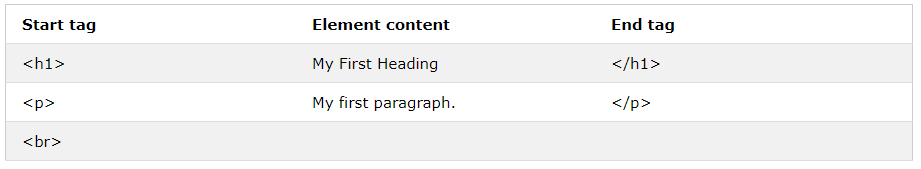 Start tag Element content End tag
<h1> My First Heading </h1>
<p> My first paragraph. </p>
<br>